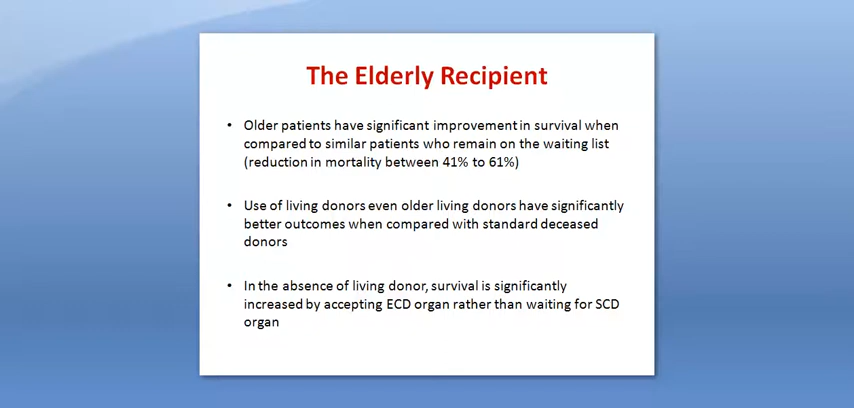 The Elderly Recipient
• Older patients have significant improvement in survival when
compared to similar patients who remain on the waiting list
(reduction in mortality between 41% to 61%)
• Use of living donors even older living donors have significantly
better outcomes when compared with standard deceased
donors
• In the absence of living donor, survival is significantly
increased by accepting ECD organ rather than waiting for SCD
organ